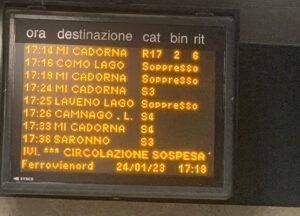 ora destinazione cat bin rit
17:14 MI CADORNA R17 2 6
17:16 COMO LAGO Soppresso
17:19 MI CADORNA Soppresso
17:24 MI CADORNA S3
17:25 LAVENO LAGO Soppresso
17:26 CAMNAGO . L. S4
17:33 MI CADORNA S4
17:36 SARONNO S3
IVI. *** CIRCOLAZIONE SOSPESA
Ferrovienord 24/01/23 17:18